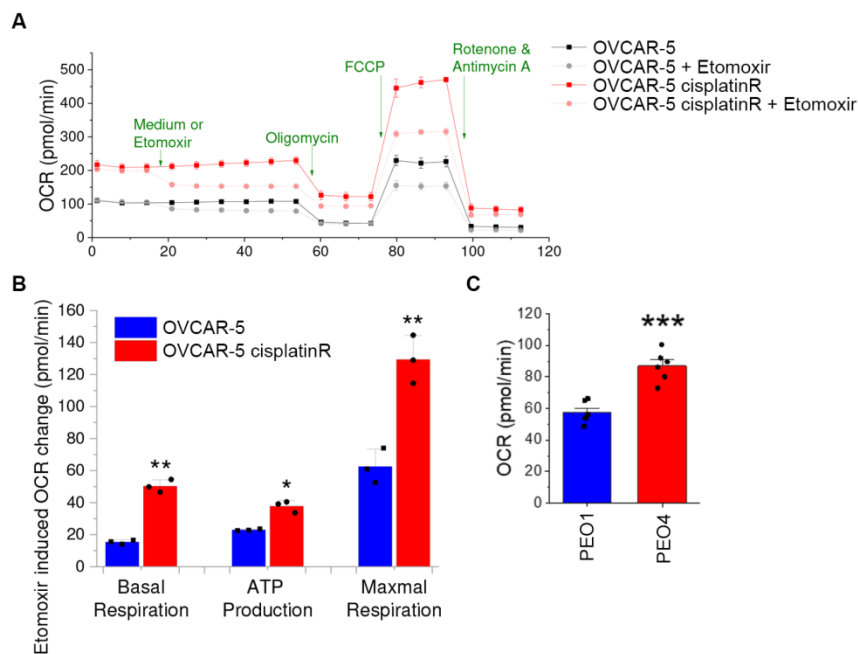 A
OCR (pmol/min)
500
400
300
200
100
0
0
20
40
60
80
100
120
Medium or
Etomoxir
Oligomycin
FCCP
Rotenone &
Antimycin A
OVCAR-5
OVCAR-5 + Etomoxir
OVCAR-5 cisplatinR
OVCAR-5 cisplatinR + Etomoxir
B
Etomoxir induced OCR change (pmol/min)
160
140
120
100
80
60
40
20
0
OVCAR-5
OVCAR-5 cisplatinR
**
*
**
Basal
Respiration
ATP
Production
Maxmal
Respiration
C
OCR (pmol/min)
120
100
80
60
40
20
0
***
PEO1
PEO4